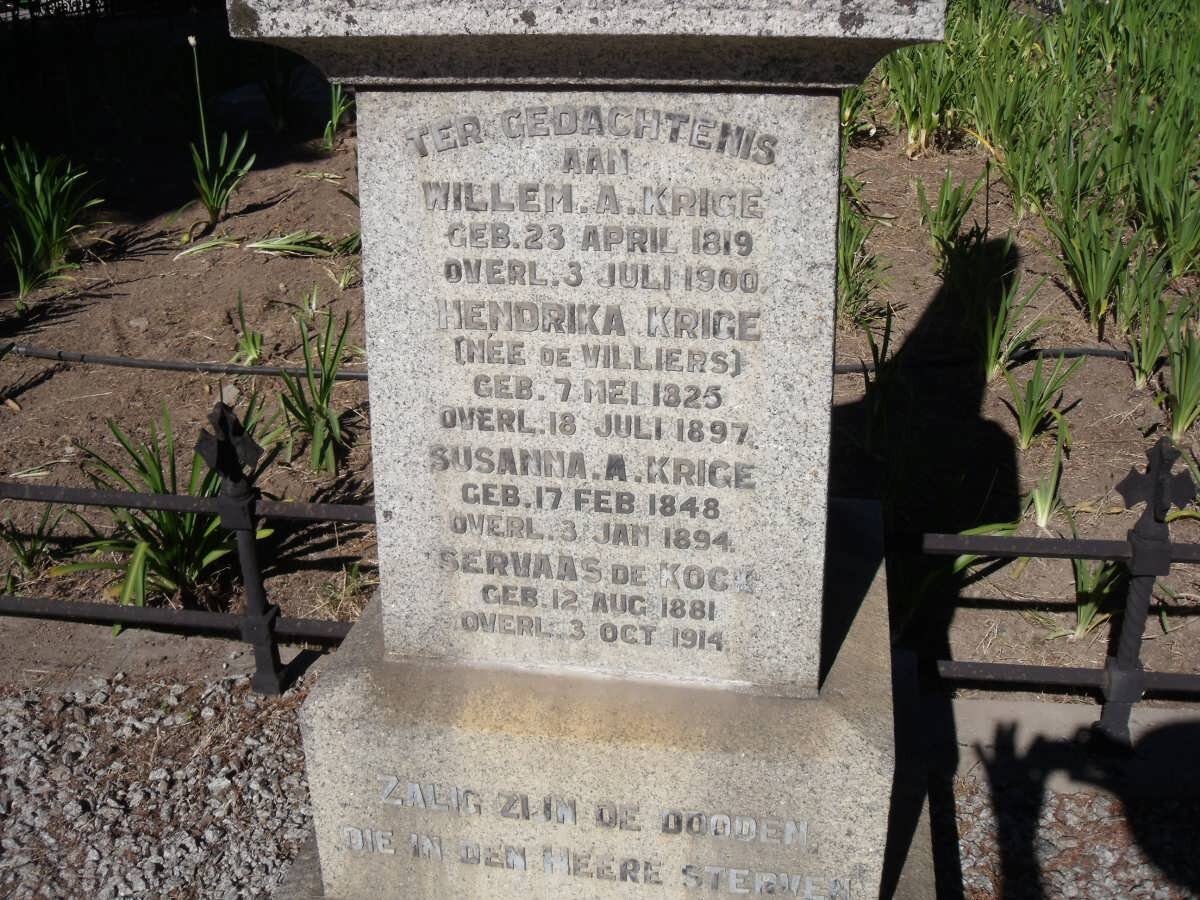 TER GEDACHTENIS
AAN
WILLEM. A. KRIGE
GEB. 23 APRIL 1819
OVERL. 3 JULI 1900.
HENDRIKA KRIGE
(NÉE DE VILLIERS)
GEB. 7 MEI 1825
OVERL. 18 JULI 1897.
SUSANNA. A. KRIGE
GEB. 17 FEB 1848
OVERL. 3 JAN 1894.
SERVAAS DE KOCK
GEB. 12 AUG 1881
OVERL. 3 OCT 1914
ZALIG ZIJN DE DOODEN,
DIE IN DEN HEERE STERVEN